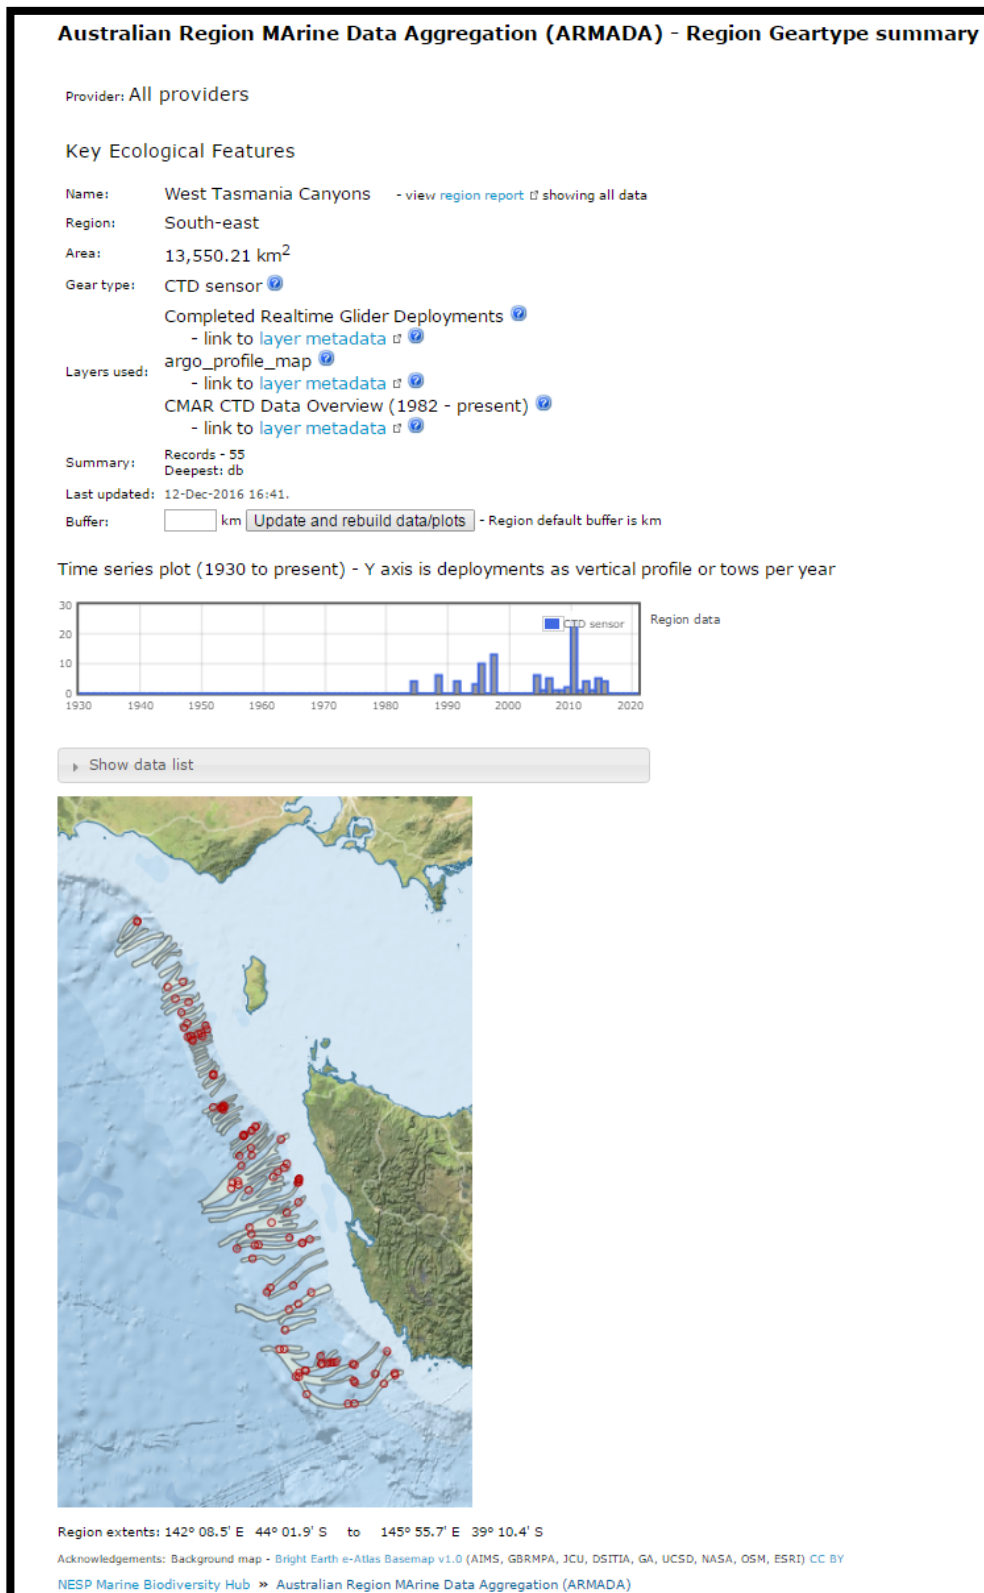 Australian Region MArine Data Aggregation (ARMADA) - Region Geartype summary
Provider: All providers
Key Ecological Features
Name: West Tasmania Canyons - view region report showing all data
Region: South-east
Area: 13,550.21 km2
Gear type: CTD sensor
Completed Realtime Glider Deployments
- link to layer metadata
Layers used: argo_profile_map
- link to layer metadata
CMAR CTD Data Overview (1982 - present)
- link to layer metadata
Summary: Records - 55
Deepest: db
Last updated: 12-Dec-2016 16:41.
Buffer: km Update and rebuild data/plots - Region default buffer is km
Time series plot (1930 to present) - Y axis is deployments as vertical profile or tows per year
30
CTD sensor Region data
20
10
0
1930 1940 1950 1960 1970 1980 1990 2000 2010 2020
Show data list
Region extents: 142º 08.5' E 44º 01.9' S to 145º 55.7' E 39º 10.4' S
Acknowledgements: Background map - Bright Earth e-Atlas Basemap v1.0 (AIMS, GBRMPA, JCU, DSITIA, GA, UCSD, NASA, OSM, ESRI) CC BY
NESP Marine Biodiversity Hub » Australian Region MArine Data Aggregation (ARMADA)